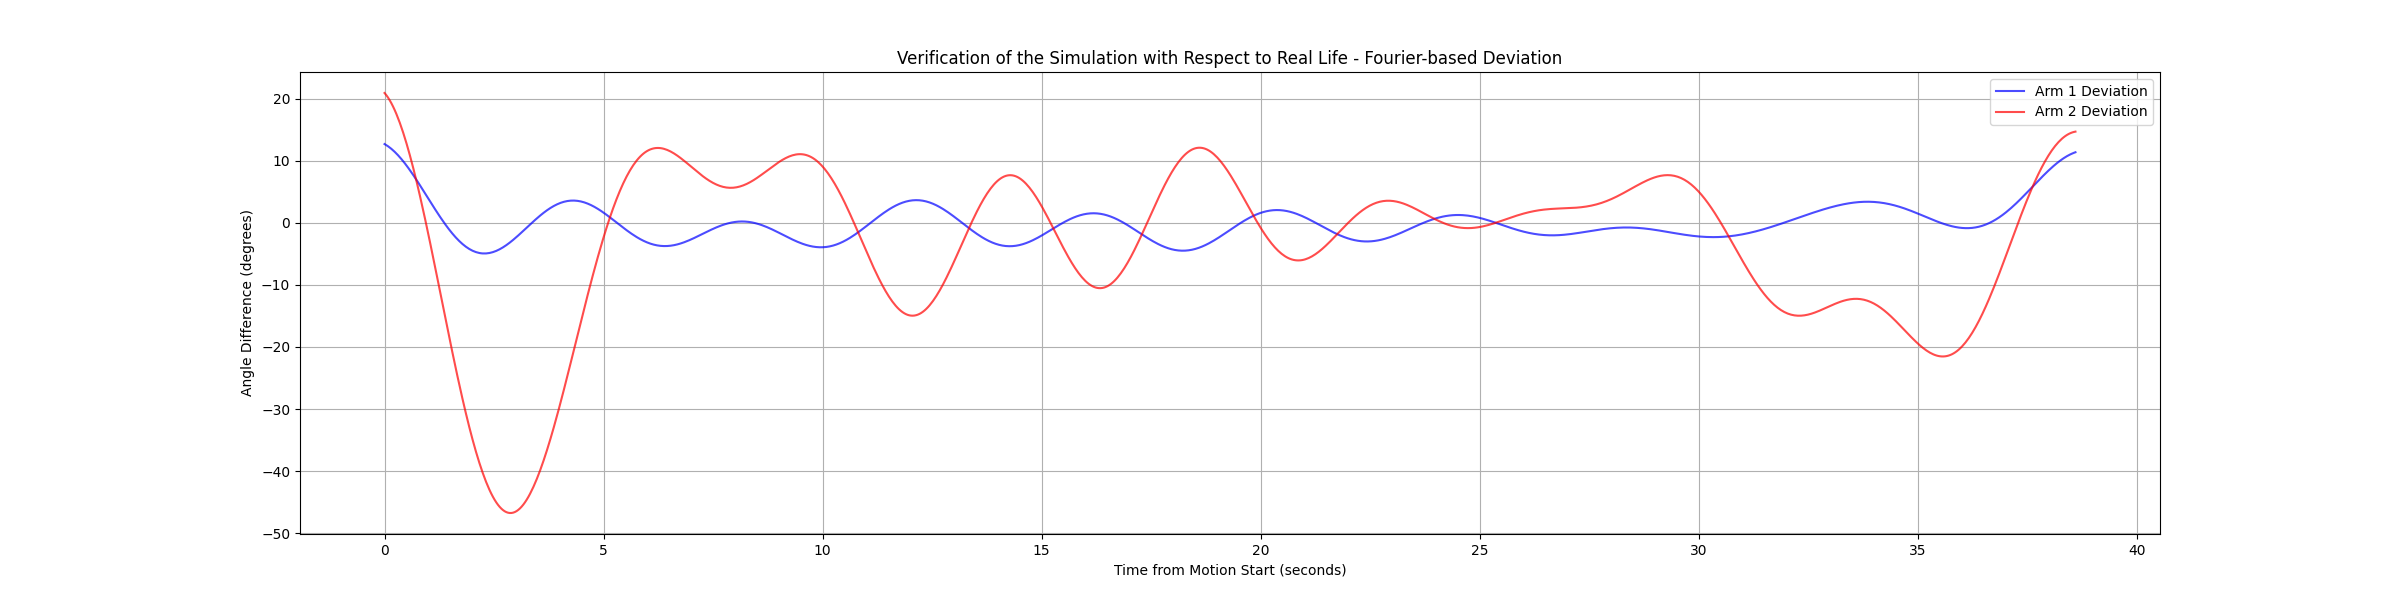 Verification of the Simulation with Respect to Real Life - Fourier-based Deviation
Arm 1 Deviation
Arm 2 Deviation
Angle Difference (degrees)
20
10
0
−10
−20
−30
−40
−50
0 5 10 15 20 25 30 35 40
Time from Motion Start (seconds)